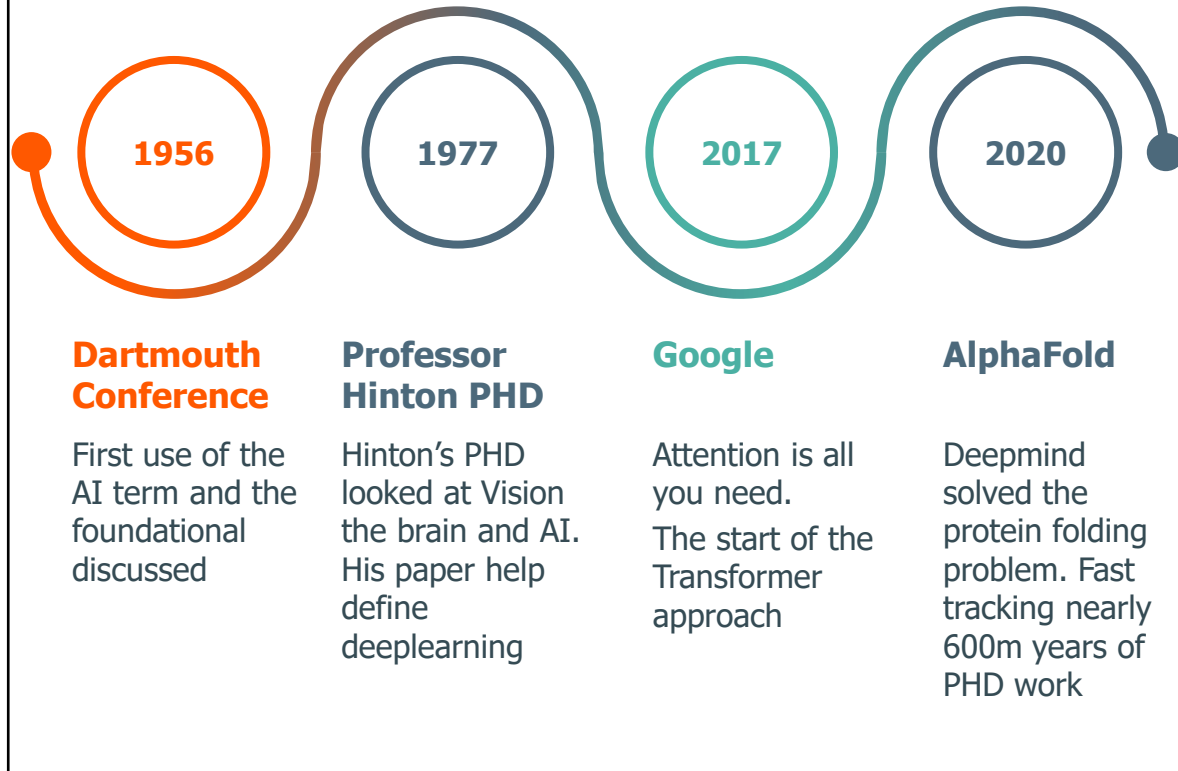 1956
1977
2017
2020
Dartmouth
Conference
First use of the
AI term and the
foundational
discussed
Professor
Hinton PHD
Hinton’s PHD
looked at Vision
the brain and AI.
His paper help
define
deeplearning
Google
Attention is all
you need.
The start of the
Transformer
approach
AlphaFold
Deepmind
solved the
protein folding
problem. Fast
tracking nearly
600m years of
PHD work